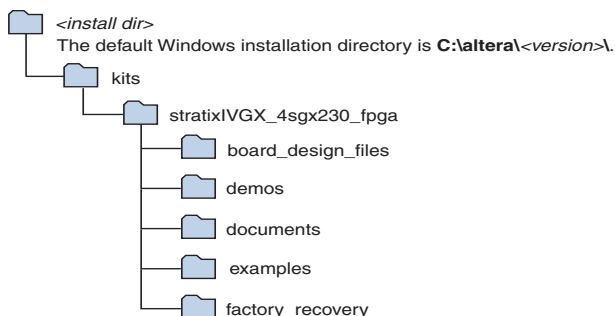 <install dir>
The default Windows installation directory is C:\altera\<version>\.
kits
stratixIVGX_4sgx230_fpga
board_design_files
demos
documents
examples
factory_recovery